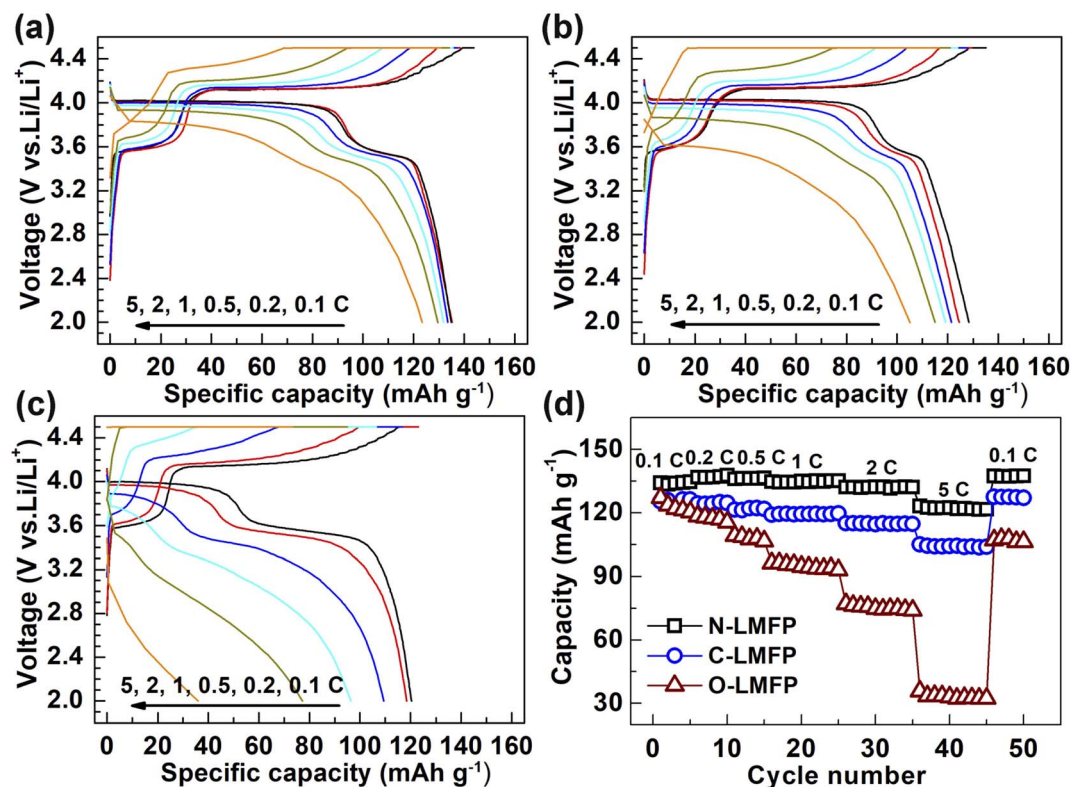 (a)
Voltage (V vs.Li/Li⁺)
4.4
4.0
3.6
3.2
2.8
2.4
2.0
5, 2, 1, 0.5, 0.2, 0.1 C
0 20 40 60 80 100 120 140 160
Specific capacity (mAh g⁻¹)
(b)
Voltage (V vs.Li/Li⁺)
4.4
4.0
3.6
3.2
2.8
2.4
2.0
5, 2, 1, 0.5, 0.2, 0.1 C
0 20 40 60 80 100 120 140 160
Specific capacity (mAh g⁻¹)
(c)
Voltage (V vs.Li/Li⁺)
4.4
4.0
3.6
3.2
2.8
2.4
2.0
5, 2, 1, 0.5, 0.2, 0.1 C
0 20 40 60 80 100 120 140 160
Specific capacity (mAh g⁻¹)
(d)
Capacity (mAh g⁻¹)
150
120
90
60
30
0.1 C 0.2 C 0.5 C 1 C 2 C 5 C 0.1 C
N-LMFP
C-LMFP
O-LMFP
0 10 20 30 40 50
Cycle number